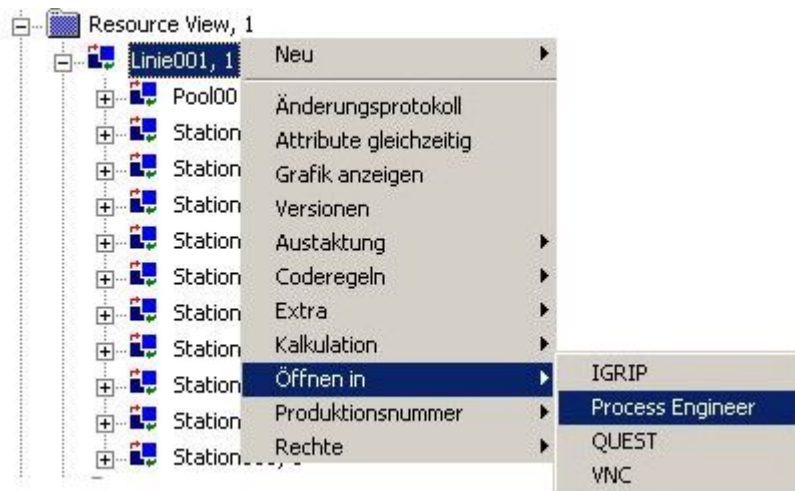 Resource View, 1
Linie001, 1
Pool00
Station
Station
Station
Station
Station
Station
Station
Station
Station
Station
Neu
Änderungsprotokoll
Attribute gleichzeitig
Grafik anzeigen
Versionen
Austaktung
Coderegeln
Extra
Kalkulation
Öffnen in
Produktionsnummer
Rechte
IGRIP
Process Engineer
QUEST
VNC